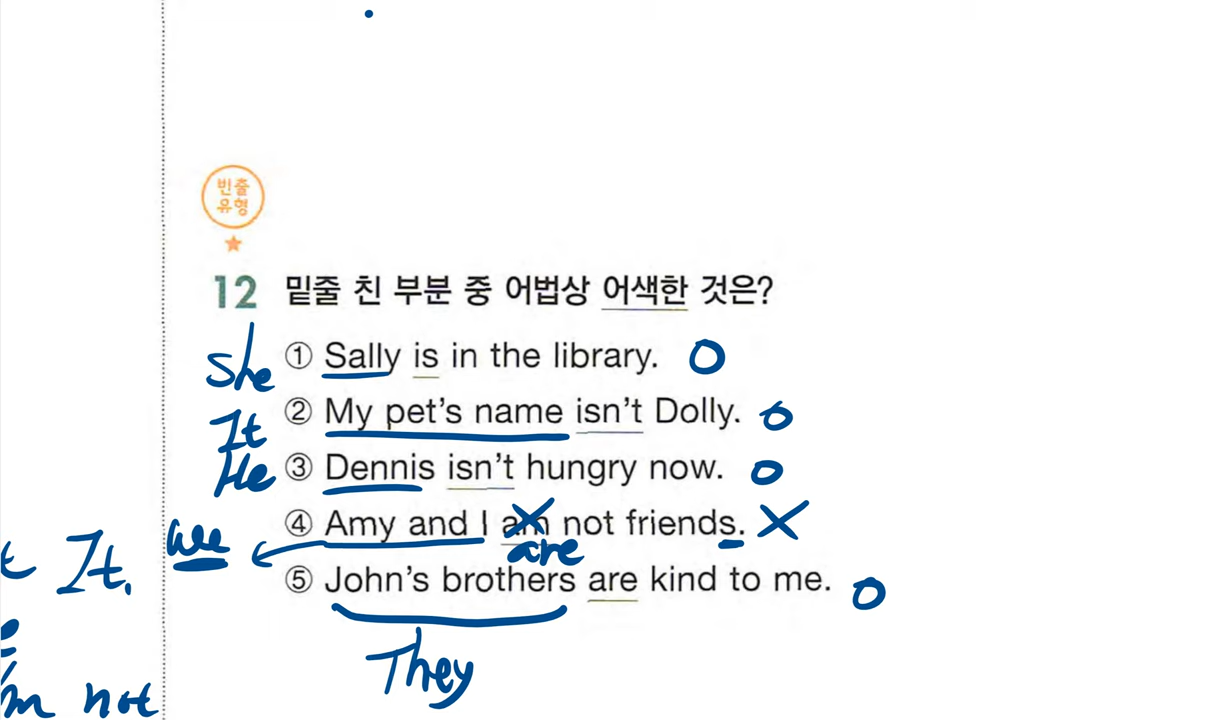 빈출
유형
12 밑줄 친 부분 중 어법상 어색한 것은?
She ① Sally is in the library. O
It ② My pet's name isn't Dolly. O
He ③ Dennis isn't hungry now. O
we ④ Amy and I am not friends. X
are
It.
⑤ John's brothers are kind to me. O
They
m not